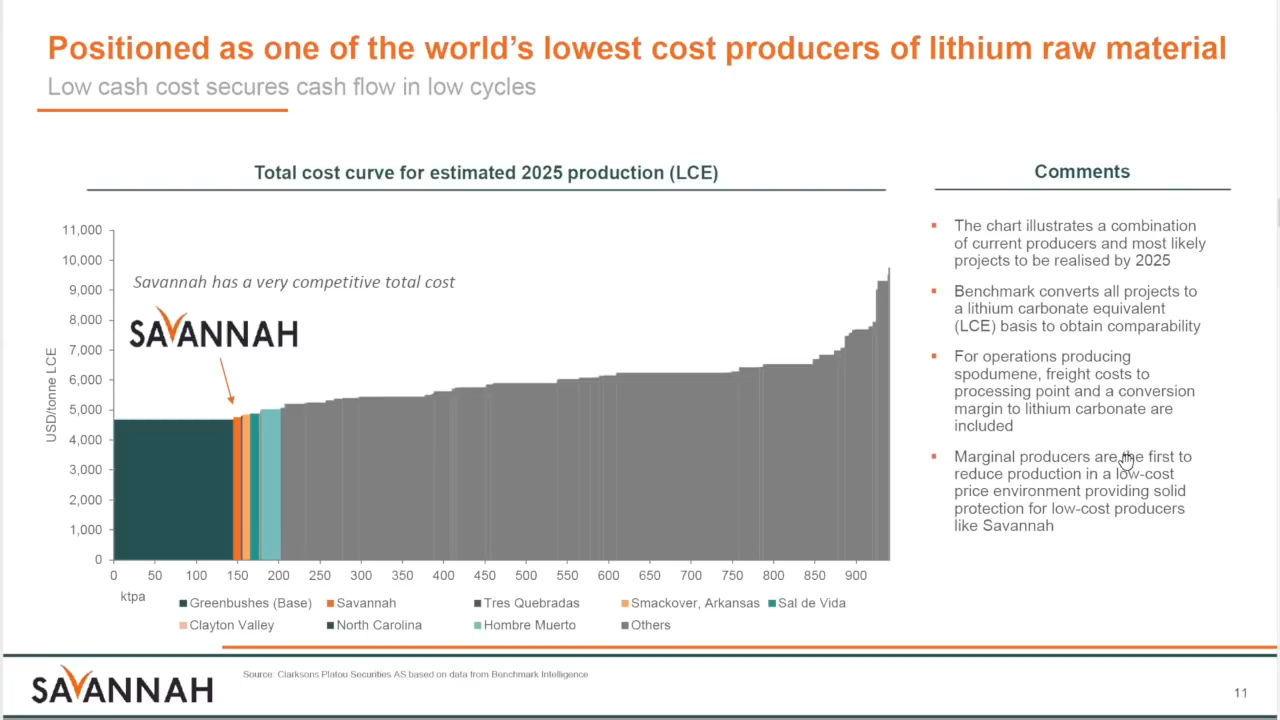 Positioned as one of the world's lowest cost producers of lithium raw material
Low cash cost secures cash flow in low cycles
Total cost curve for estimated 2025 production (LCE)
11,000
10,000
9,000
8,000
7,000
6,000
5,000
4,000
3,000
2,000
1,000
0
USD/tonne LCE
Savannah has a very competitive total cost
SAVANNAH
0 50 100 150 200 250 300 350 400 450 500 550 600 650 700 750 800 850 900
ktpa
Greenbushes (Base) Savannah Tres Quebradas Smackover, Arkansas Sal de Vida
Clayton Valley North Carolina Hombre Muerto Others
Comments
The chart illustrates a combination
of current producers and most likely
projects to be realised by 2025
Benchmark converts all projects to
a lithium carbonate equivalent
(LCE) basis to obtain comparability
For operations producing
spodumene, freight costs to
processing point and a conversion
margin to lithium carbonate are
included
Marginal producers are the first to
reduce production in a low-cost
price environment providing solid
protection for low-cost producers
like Savannah
SAVANNAH
Source: Clarksons Platou Securities AS based on data from Benchmark Intelligence
11